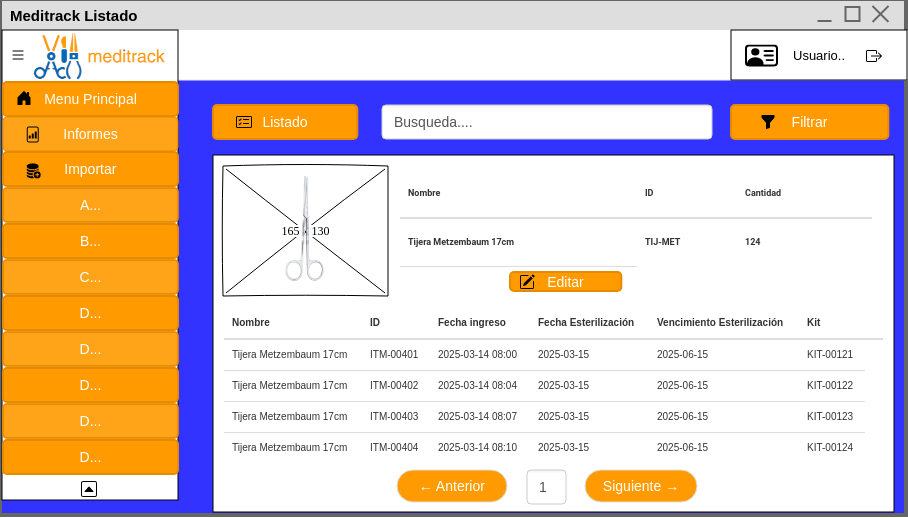 Meditrack Listado
meditrack
Usuario..
Menu Principal
Informes
Importar
A...
B...
C...
D...
D...
D...
D...
D...
Listado
Busqueda....
Filtrar
165 x 130
Nombre ID Cantidad
Tijera Metzembaum 17cm TIJ-MET 124
Editar
Nombre ID Fecha ingreso Fecha Esterilización Vencimiento Esterilización Kit
Tijera Metzembaum 17cm ITM-00401 2025-03-14 08:00 2025-03-15 2025-06-15 KIT-00121
Tijera Metzembaum 17cm ITM-00402 2025-03-14 08:04 2025-03-15 2025-06-15 KIT-00122
Tijera Metzembaum 17cm ITM-00403 2025-03-14 08:07 2025-03-15 2025-06-15 KIT-00123
Tijera Metzembaum 17cm ITM-00404 2025-03-14 08:10 2025-03-15 2025-06-15 KIT-00124
← Anterior 1 Siguiente →